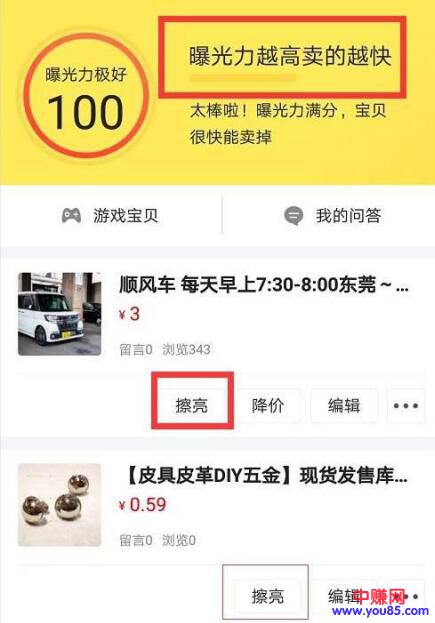 曝光力极好
100
曝光力越高卖的越快
太棒啦！曝光力满分，宝贝
很快能卖掉
游戏宝贝
我的问答
顺风车 每天早上7:30-8:00东莞～...
¥ 3
留言0 浏览343
擦亮
降价
编辑
•••
【皮具皮革DIY五金】现货发售库...
¥ 0.59
留言0 浏览0
擦亮
编辑
中赚网
www.you85.com